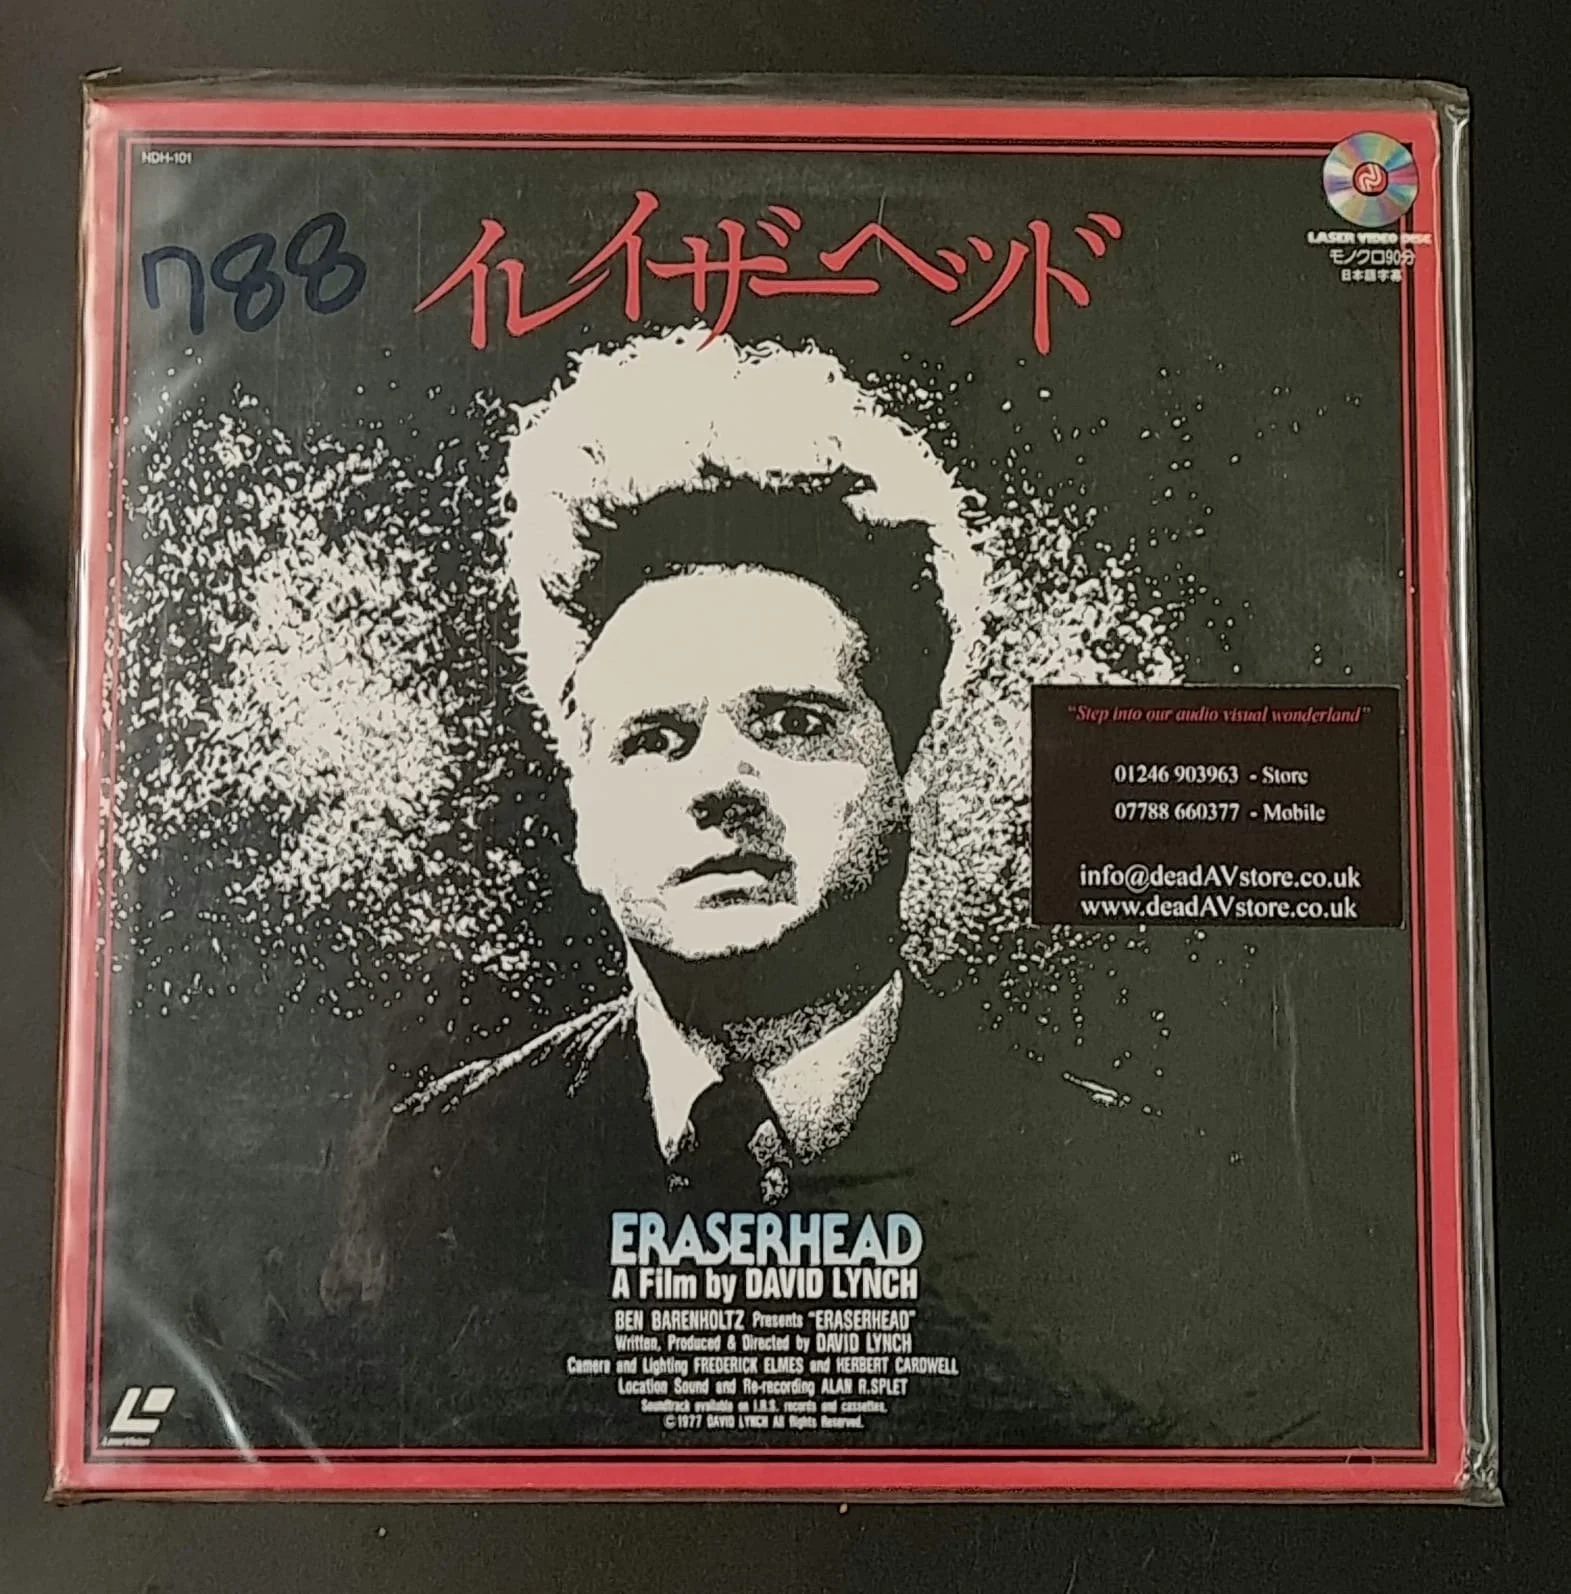 NDH-101
788
イレイザーヘッド
LASER VIDEO DISC
モノクロ90分
日本語字幕
"Step into our audio visual wonderland"
01246 903963 - Store
07788 660377 - Mobile
info@deadAVstore.co.uk
www.deadAVstore.co.uk
ERASERHEAD
A Film by DAVID LYNCH
BEN BARENHOLTZ Presents "ERASERHEAD"
Written, Produced & Directed by DAVID LYNCH
Camera and Lighting FREDERICK ELMES and HERBERT CARDWELL
Location Sound and Re-recording ALAN R.SPLET
Soundtrack available on I.R.S. records and cassettes.
©1977 DAVID LYNCH All Rights Reserved.
LASERVISION